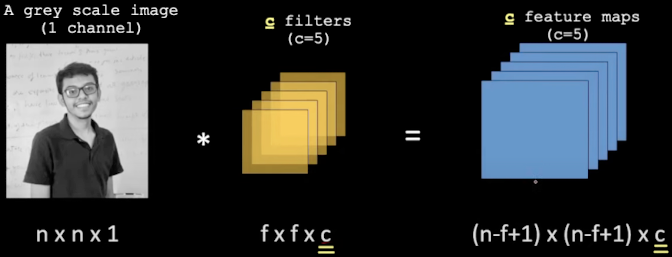 A grey scale image
(1 channel)
c filters
(c=5)
c feature maps
(c=5)
*
=
n x n x 1
f x f x c
(n-f+1) x (n-f+1) x c